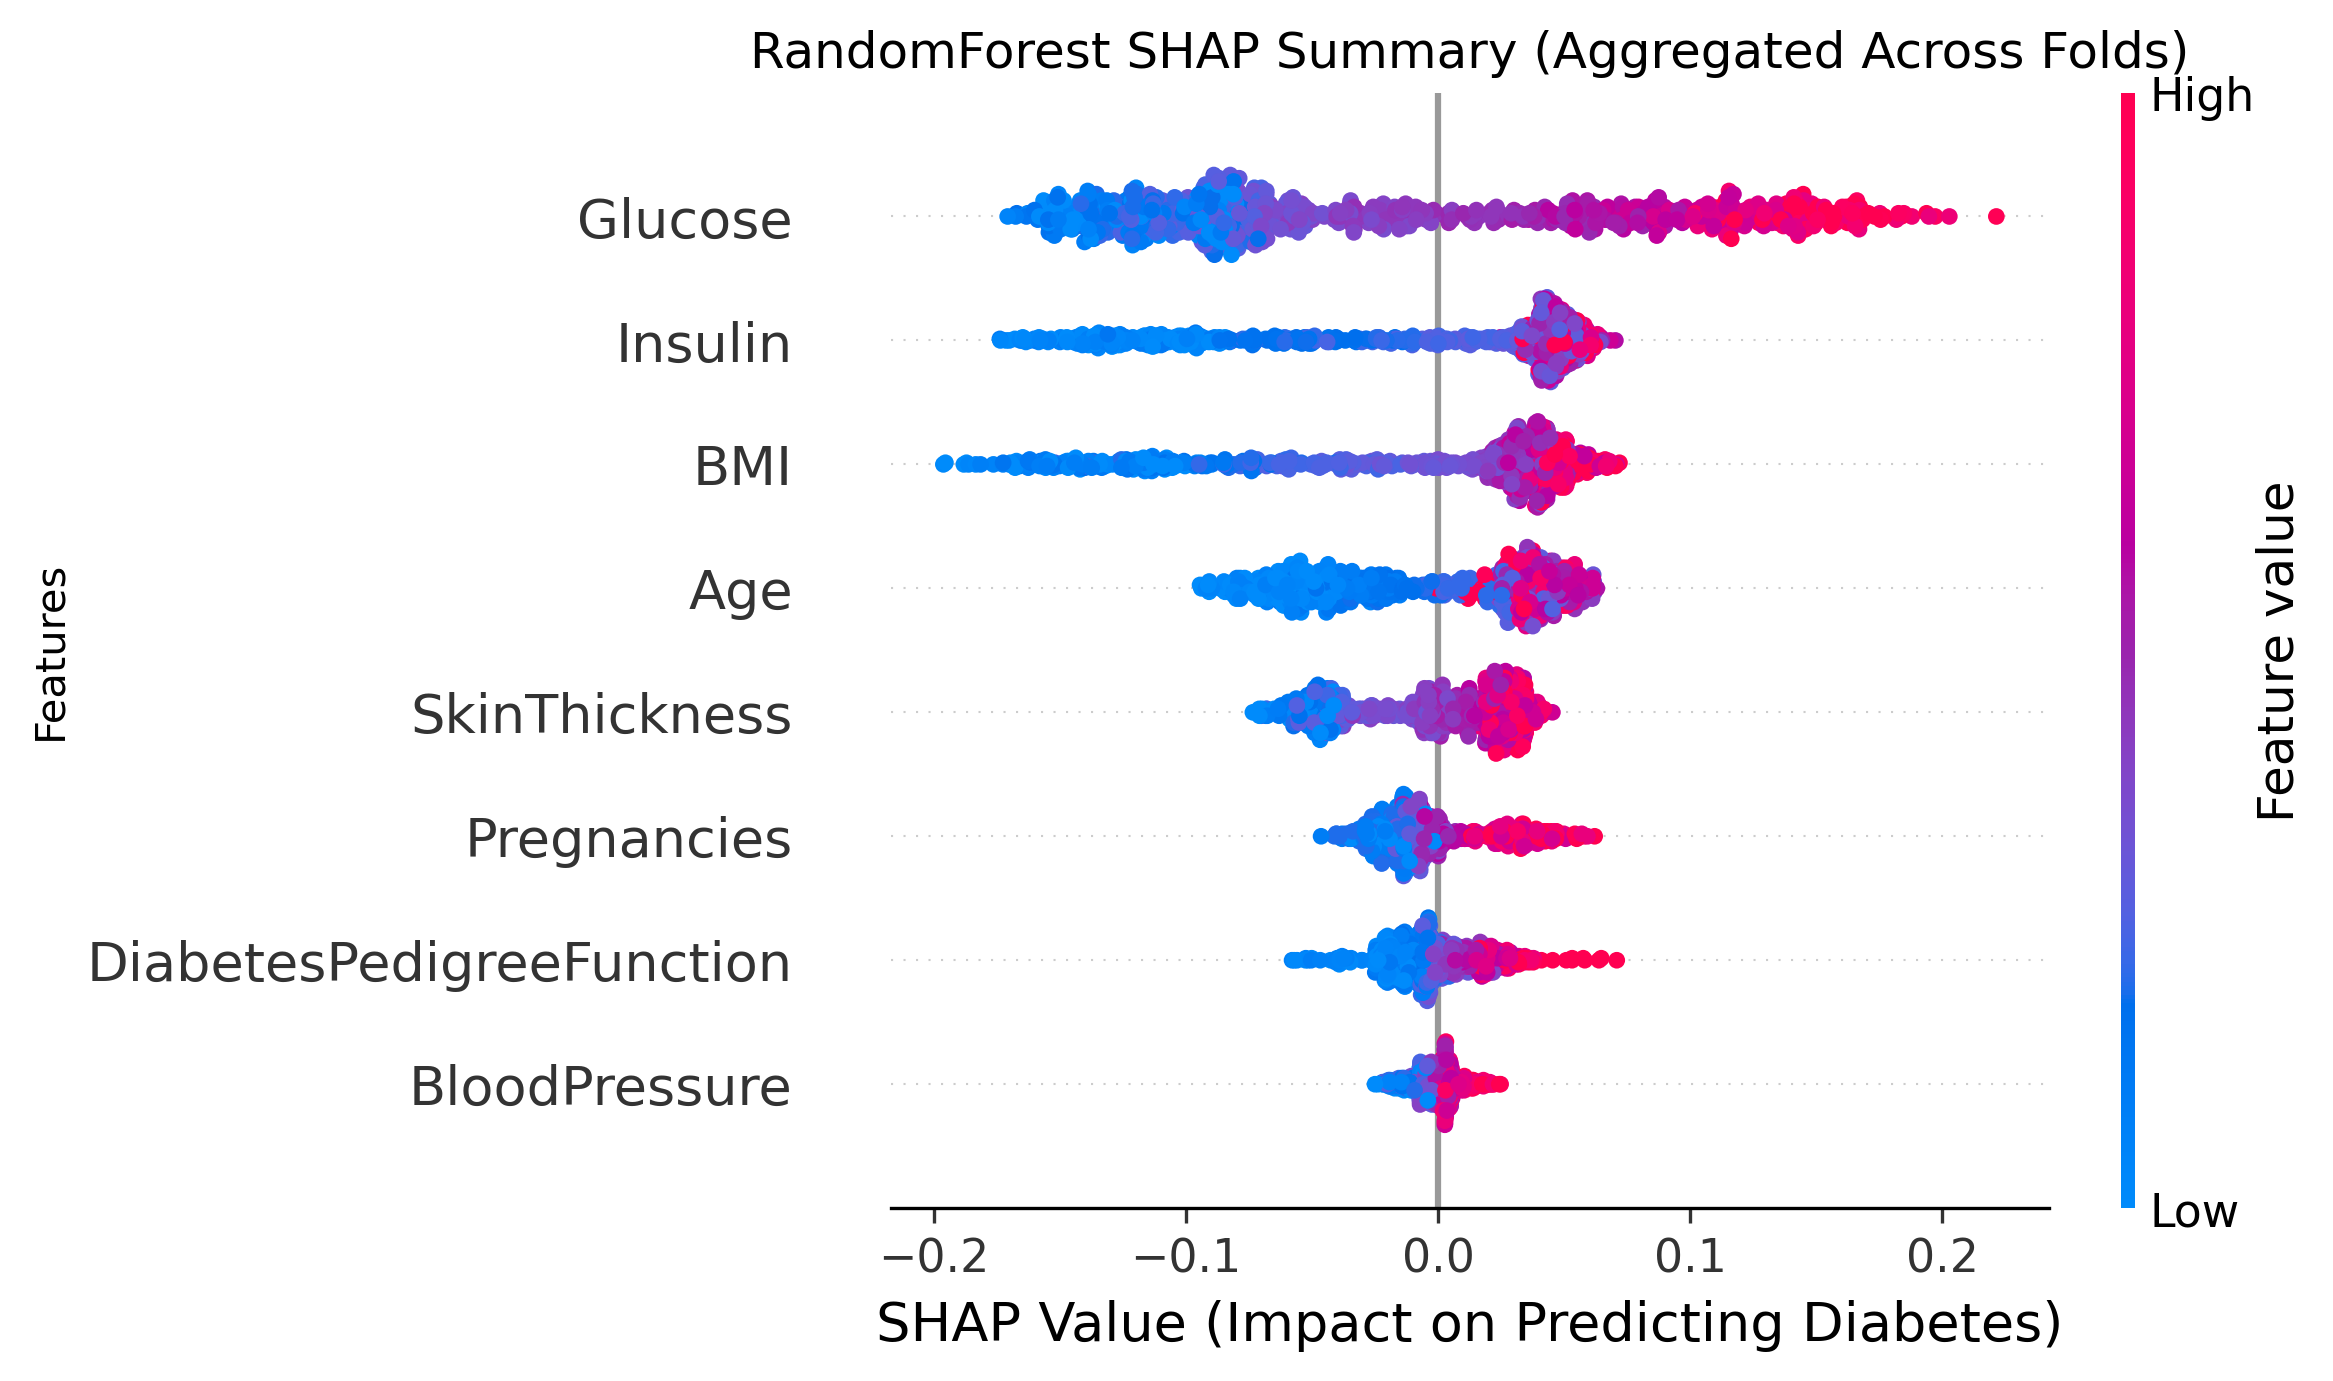 RandomForest SHAP Summary (Aggregated Across Folds)
High
Glucose
Insulin
BMI
Age
SkinThickness
Pregnancies
DiabetesPedigreeFunction
BloodPressure
Features
Feature value
Low
−0.2 −0.1 0.0 0.1 0.2
SHAP Value (Impact on Predicting Diabetes)